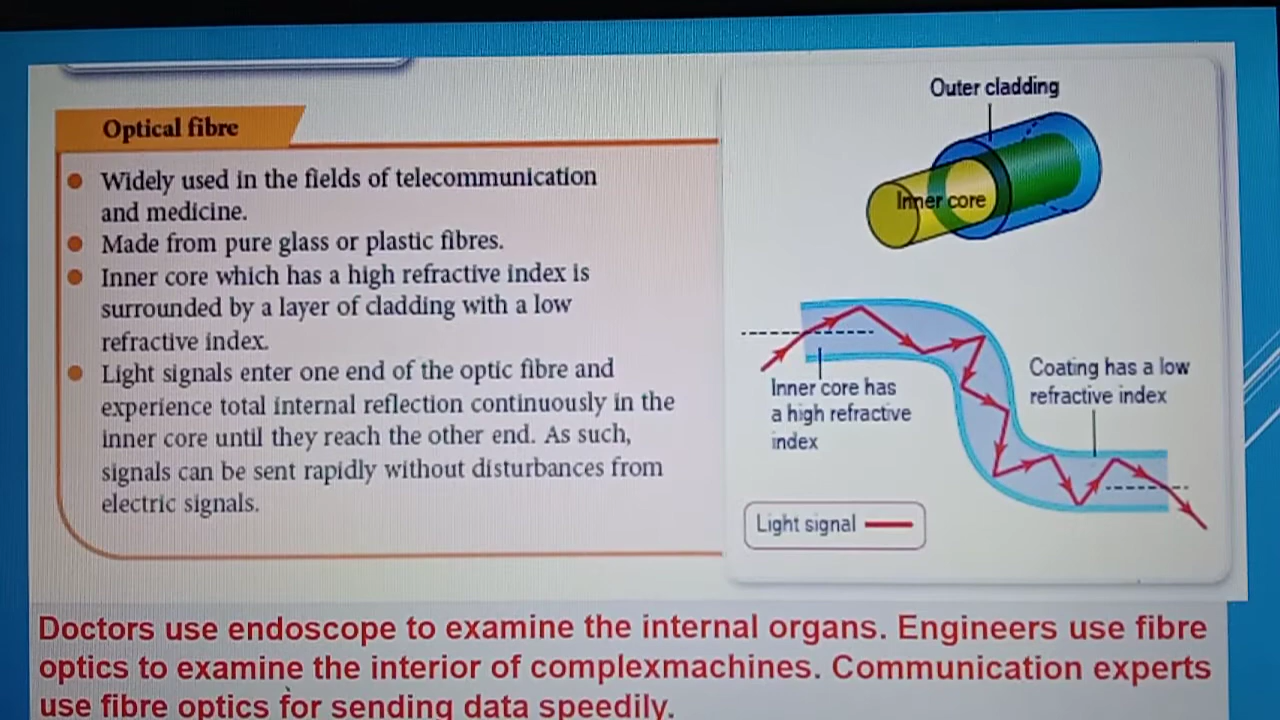 Optical fibre
Widely used in the fields of telecommunication
and medicine.
Made from pure glass or plastic fibres.
Inner core which has a high refractive index is
surrounded by a layer of cladding with a low
refractive index.
Light signals enter one end of the optic fibre and
experience total internal reflection continuously in the
inner core until they reach the other end. As such,
signals can be sent rapidly without disturbances from
electric signals.
Outer cladding
Inner core
Inner core has
a high refractive
index
Coating has a low
refractive index
Light signal
Doctors use endoscope to examine the internal organs. Engineers use fibre
optics to examine the interior of complexmachines. Communication experts
use fibre optics for sending data speedily.